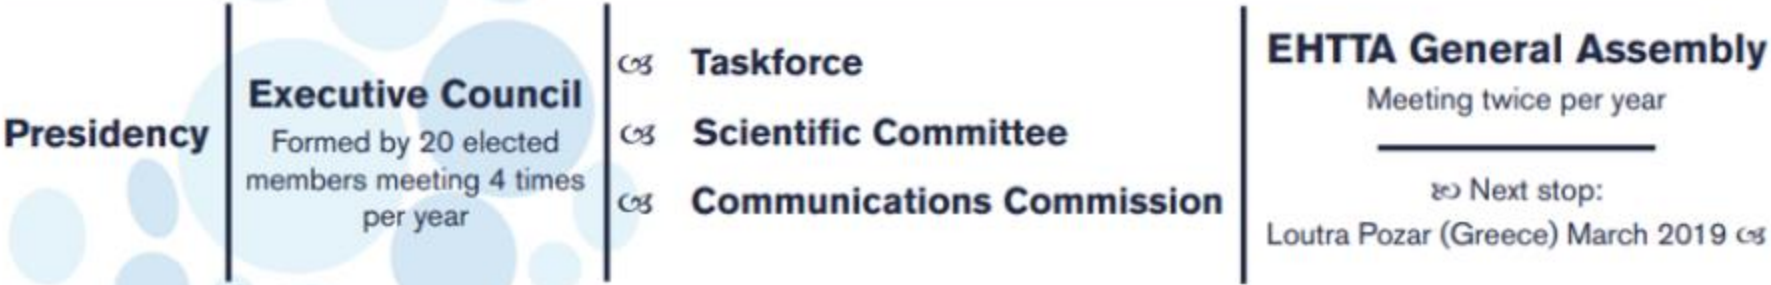 Presidency
Executive Council
Formed by 20 elected
members meeting 4 times
per year
Taskforce
Scientific Committee
Communications Commission
EHTTA General Assembly
Meeting twice per year
Next stop:
Loutra Pozar (Greece) March 2019